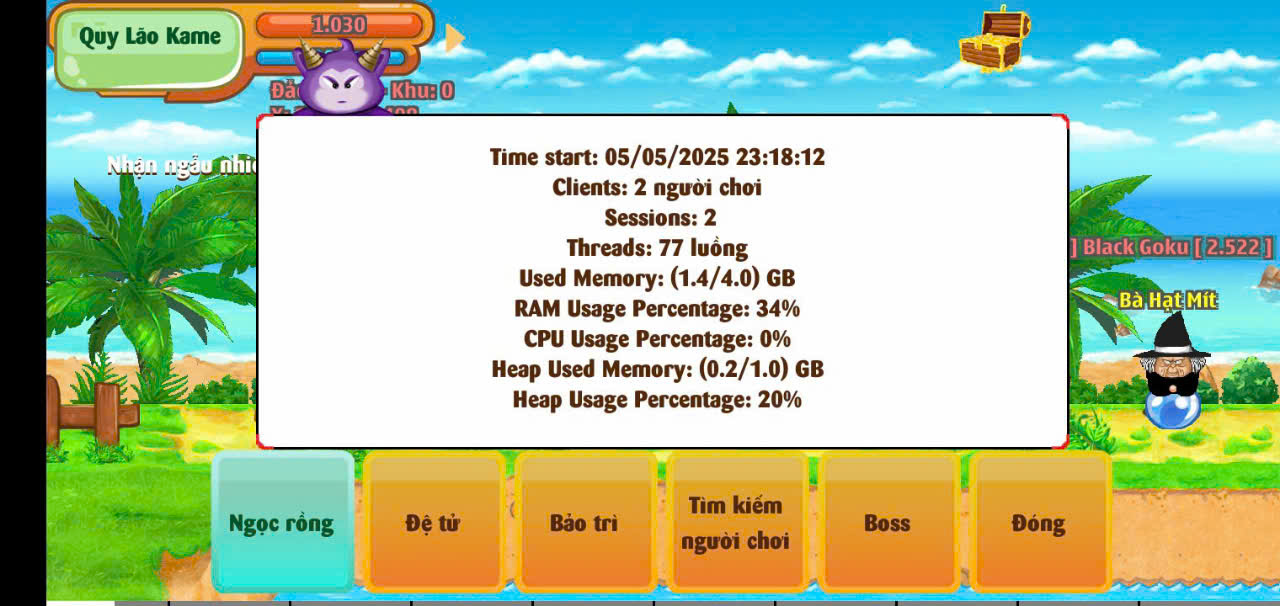 Quy Lão Kame
1.030
Khu: 0
Nhận ngẫu
Time start: 05/05/2025 23:18:12
Clients: 2 người chơi
Sessions: 2
Threads: 77 luồng
Used Memory: (1.4/4.0) GB
RAM Usage Percentage: 34%
CPU Usage Percentage: 0%
Heap Used Memory: (0.2/1.0) GB
Heap Usage Percentage: 20%
] Black Goku [ 2.522 ]
Bà Hạt Mít
Ngọc rồng
Đệ tử
Bảo trì
Tìm kiếm
người chơi
Boss
Đóng